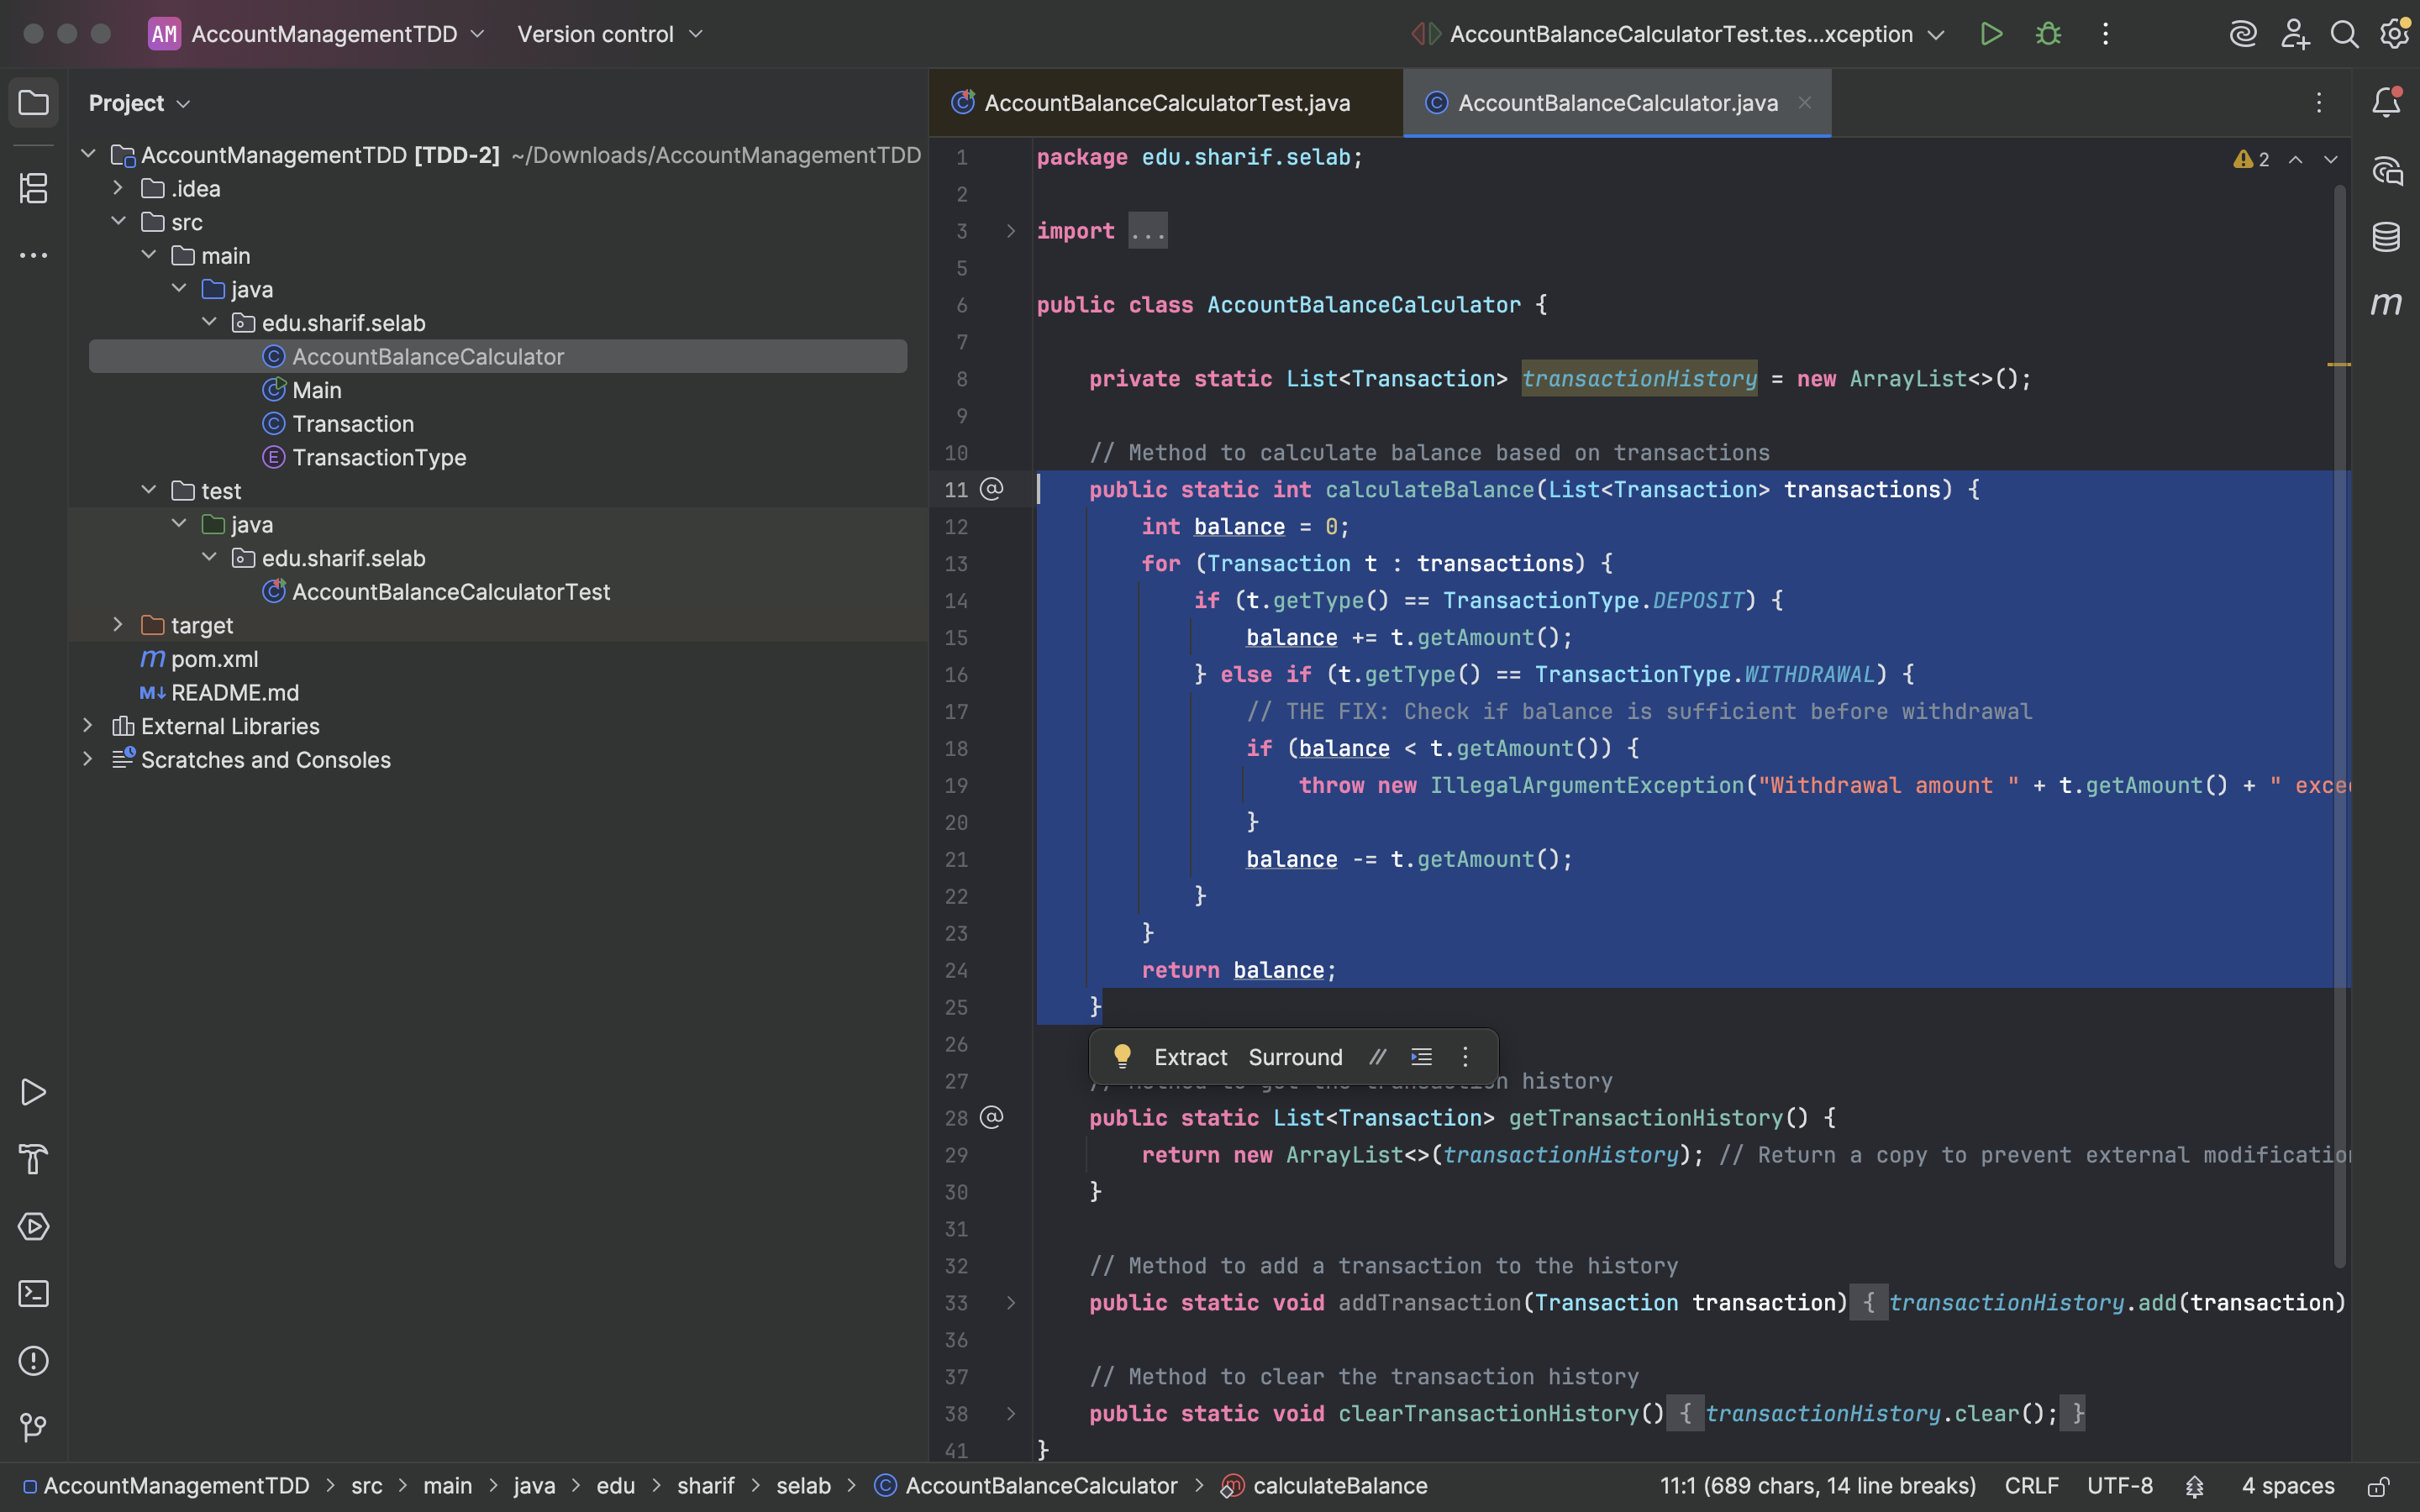 AM AccountManagementTDD Version control AccountBalanceCalculatorTest.tes...xception
Project
AccountManagementTDD [TDD-2] ~/Downloads/AccountManagementTDD
.idea
src
main
java
edu.sharif.selab
AccountBalanceCalculator
Main
Transaction
TransactionType
test
java
edu.sharif.selab
AccountBalanceCalculatorTest
target
pom.xml
README.md
External Libraries
Scratches and Consoles
AccountBalanceCalculatorTest.java AccountBalanceCalculator.java
2
1 package edu.sharif.selab;
2
3 import ...
5
6 public class AccountBalanceCalculator {
7
8 private static List<Transaction> transactionHistory = new ArrayList<>();
9
10 // Method to calculate balance based on transactions
11 @ public static int calculateBalance(List<Transaction> transactions) {
12 int balance = 0;
13 for (Transaction t : transactions) {
14 if (t.getType() == TransactionType.DEPOSIT) {
15 balance += t.getAmount();
16 } else if (t.getType() == TransactionType.WITHDRAWAL) {
17 // THE FIX: Check if balance is sufficient before withdrawal
18 if (balance < t.getAmount()) {
19 throw new IllegalArgumentException("Withdrawal amount " + t.getAmount() + " exce
20 }
21 balance -= t.getAmount();
22 }
23 }
24 return balance;
25 }
26
Extract Surround //
27 history
28 @ public static List<Transaction> getTransactionHistory() {
29 return new ArrayList<>(transactionHistory); // Return a copy to prevent external modificatio
30 }
31
32 // Method to add a transaction to the history
33 public static void addTransaction(Transaction transaction) { transactionHistory.add(transaction)
36
37 // Method to clear the transaction history
38 public static void clearTransactionHistory() { transactionHistory.clear(); }
41 }
AccountManagementTDD > src > main > java > edu > sharif > selab > AccountBalanceCalculator > calculateBalance 11:1 (689 chars, 14 line breaks) CRLF UTF-8 4 spaces